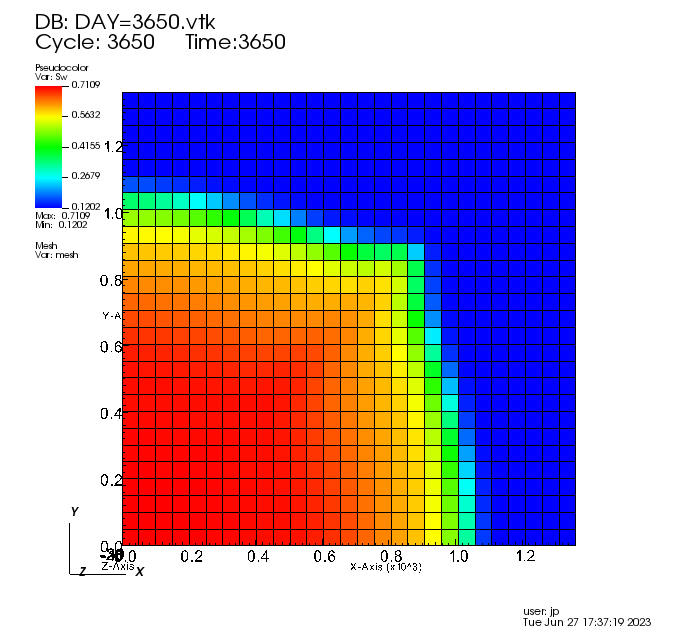 DB: DAY=3650.vtk
Cycle: 3650 Time:3650
Pseudocolor
Var: Sw
0.7109
0.5632
0.4155
0.2679
0.1202
Max: 0.7109
Min: 0.1202
Mesh
Var: mesh
1.2
1.0
0.8
Y-A
0.6
0.4
0.2
0.0
0.0 0.2 0.4 0.6 0.8 1.0 1.2
Z-Axis
X-Axis (x10^3)
Y
Z X
user: jp
Tue Jun 27 17:37:19 2023